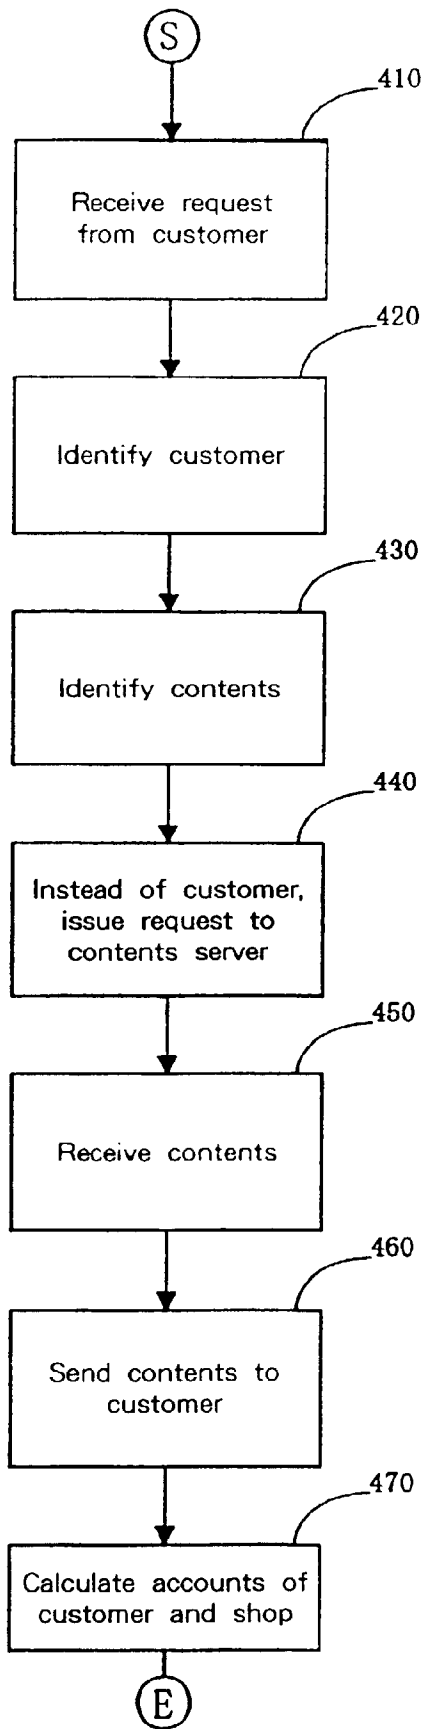 S
410
Receive request
from customer
420
Identify customer
430
Identify contents
440
Instead of customer,
issue request to
contents server
450
Receive contents
460
Send contents to
customer
470
Calculate accounts of
customer and shop
E